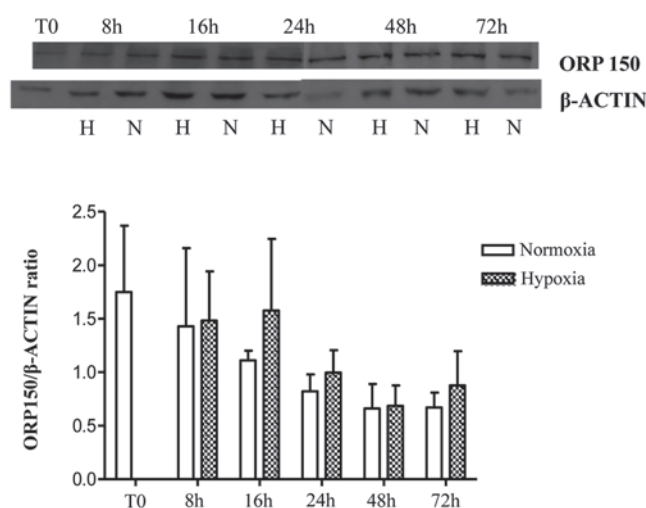 T0 8h 16h 24h 48h 72h
ORP 150
β-ACTIN
H N H N H N H N H N
ORP150/β-ACTIN ratio
2.5
2.0
1.5
1.0
0.5
0.0
Normoxia
Hypoxia
T0 8h 16h 24h 48h 72h